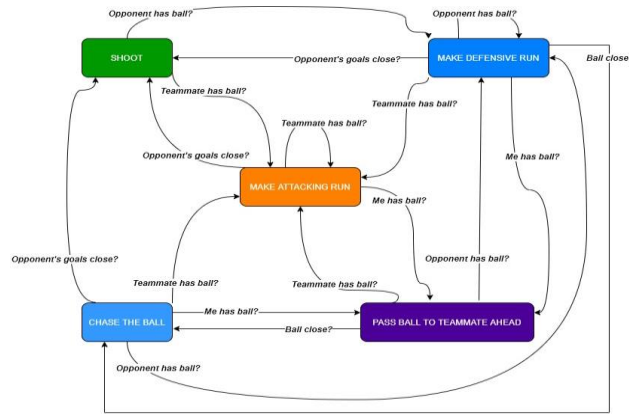 Opponent has ball?
Opponent has ball?
SHOOT
Opponent's goals close?
MAKE DEFENSIVE RUN
Ball close
Teammate has ball?
Teammate has ball?
Teammate has ball?
Opponent's goals close?
Me has ball?
MAKE ATTACKING RUN
Me has ball?
Opponent's goals close?
Opponent has ball?
Teammate has ball?
Teammate has ball?
Me has ball?
CHASE THE BALL
PASS BALL TO TEAMMATE AHEAD
Ball close?
Opponent has ball?